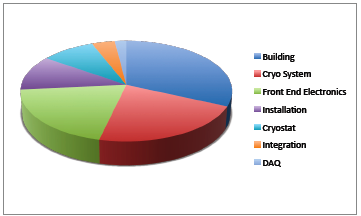 Building
Cryo System
Front End Electronics
Installation
Cryostat
Integration
DAQ